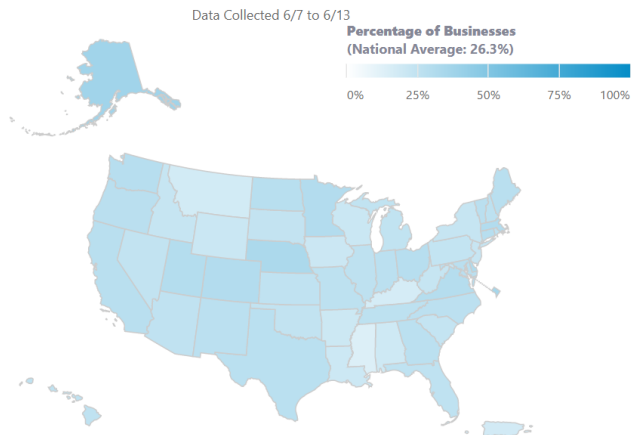 Data Collected 6/7 to 6/13
Percentage of Businesses
(National Average: 26.3%)
0% 25% 50% 75% 100%